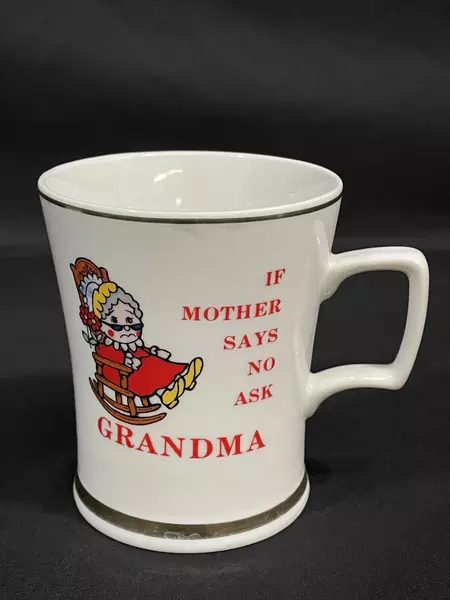 IF
MOTHER
SAYS
NO
ASK
GRANDMA